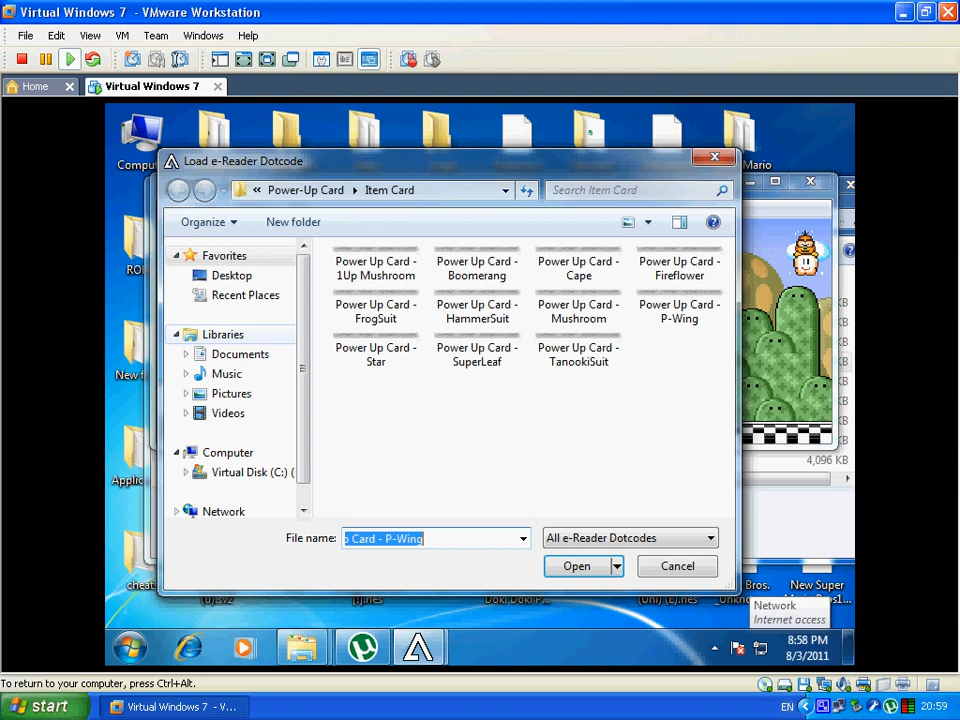 Virtual Windows 7 - VMware Workstation
File Edit View VM Team Windows Help
Home Virtual Windows 7
Mario
Load e-Reader Dotcode
« Power-Up Card Item Card Search Item Card
Organize New folder
Favorites
Desktop
Recent Places
Libraries
Documents
Music
Pictures
Videos
Computer
Virtual Disk (C:) (
Network
Power Up Card -
1Up Mushroom
Power Up Card -
Boomerang
Power Up Card -
Cape
Power Up Card -
Fireflower
Power Up Card -
FrogSuit
Power Up Card -
HammerSuit
Power Up Card -
Mushroom
Power Up Card -
P-Wing
Power Up Card -
Star
Power Up Card -
SuperLeaf
Power Up Card -
TanookiSuit
4,096 KB
File name: Card - P-Wing All e-Reader Dotcodes
Open Cancel
Bros. New Super
Network
Internet access
8:58 PM
8/3/2011
To return to your computer, press Ctrl+Alt.
start Virtual Windows 7 - V... EN 20:59